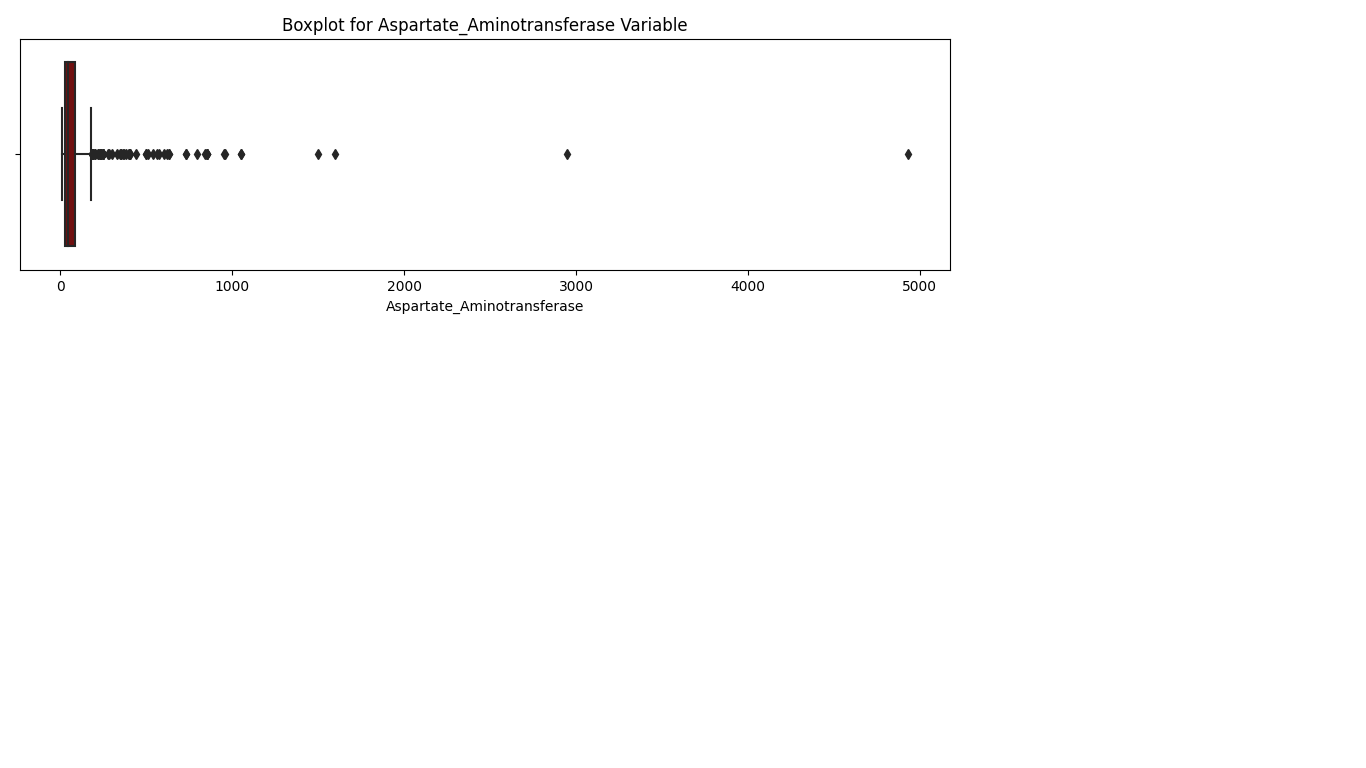 Boxplot for Aspartate_Aminotransferase Variable
0 1000 2000 3000 4000 5000
Aspartate_Aminotransferase